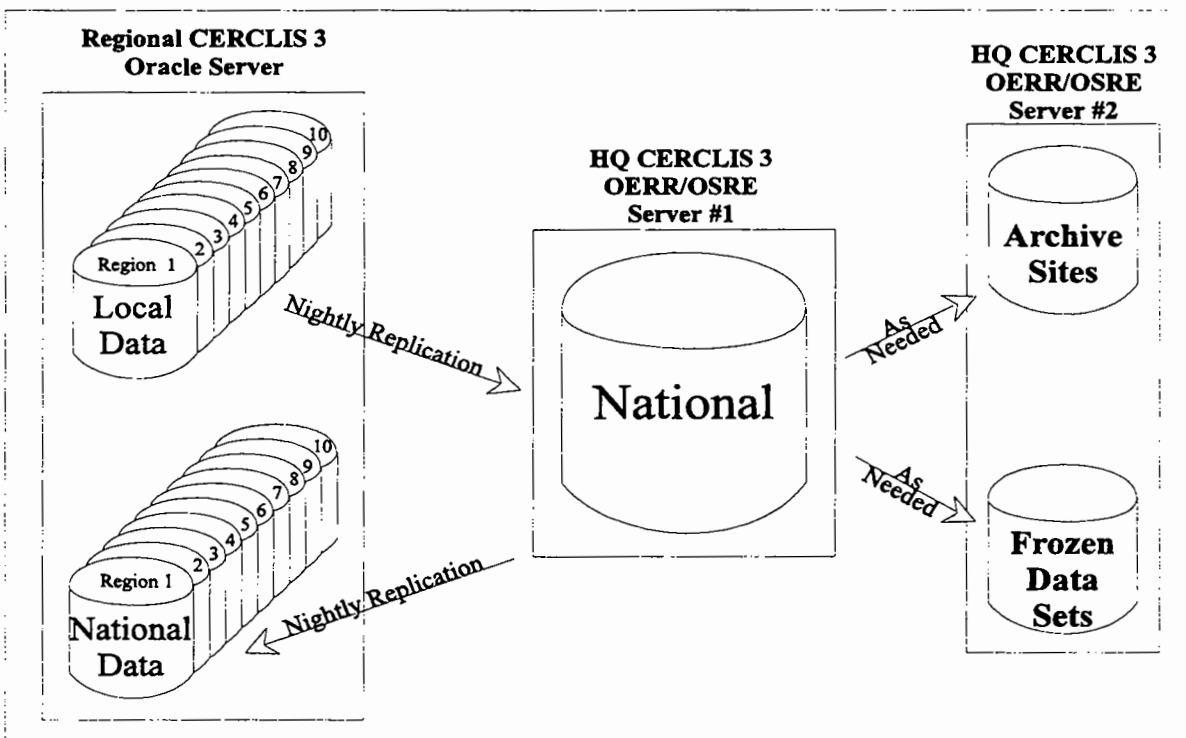 Regional CERCLIS 3
Oracle Server
10
9
8
7
6
5
4
3
2
Region 1
Local
Data
Nightly Replication
HQ CERCLIS 3
OERR/OSRE
Server #1
National
HQ CERCLIS 3
OERR/OSRE
Server #2
As
Needed
Archive
Sites
As
Needed
Frozen
Data
Sets
10
9
8
7
6
5
4
3
2
Region 1
National
Data
Nightly Replication